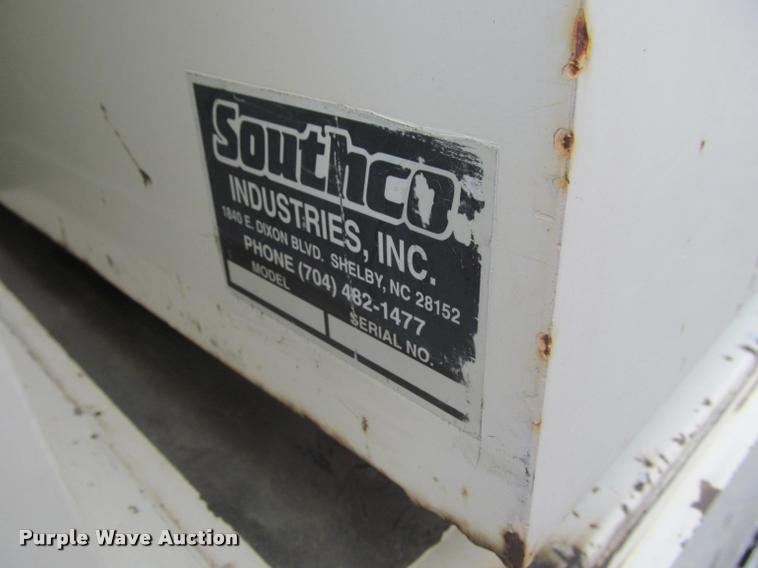 Southco
INDUSTRIES, INC.
1840 E. DIXON BLVD. SHELBY, NC 28152
PHONE (704) 482-1477
MODEL SERIAL NO.
Purple Wave Auction